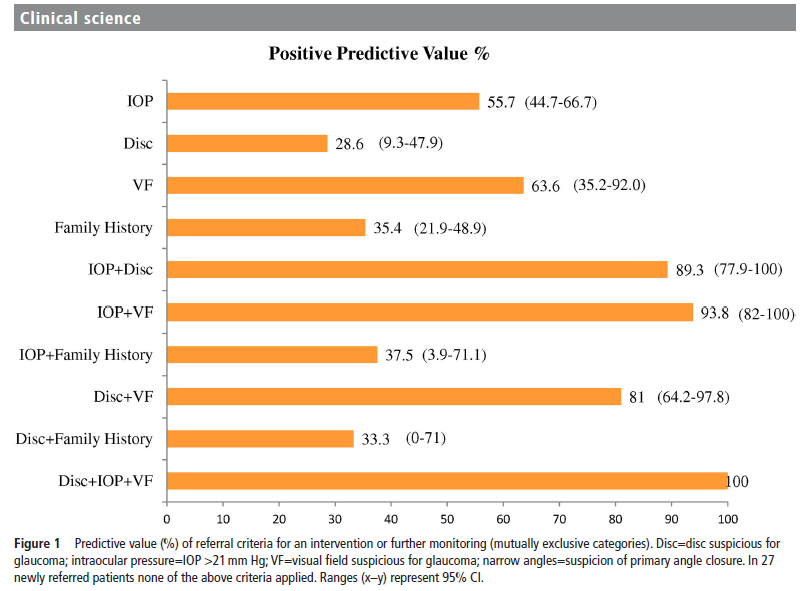 Clinical science
Positive Predictive Value %
IOP 55.7 (44.7-66.7)
Disc 28.6 (9.3-47.9)
VF 63.6 (35.2-92.0)
Family History 35.4 (21.9-48.9)
IOP+Disc 89.3 (77.9-100)
IOP+VF 93.8 (82-100)
IOP+Family History 37.5 (3.9-71.1)
Disc+VF 81 (64.2-97.8)
Disc+Family History 33.3 (0-71)
Disc+IOP+VF 100
0 10 20 30 40 50 60 70 80 90 100
Figure 1 Predictive value (%) of referral criteria for an intervention or further monitoring (mutually exclusive categories). Disc=disc suspicious for
glaucoma; intraocular pressure=IOP >21 mm Hg; VF=visual field suspicious for glaucoma; narrow angles=suspicion of primary angle closure. In 27
newly referred patients none of the above criteria applied. Ranges (x–y) represent 95% CI.